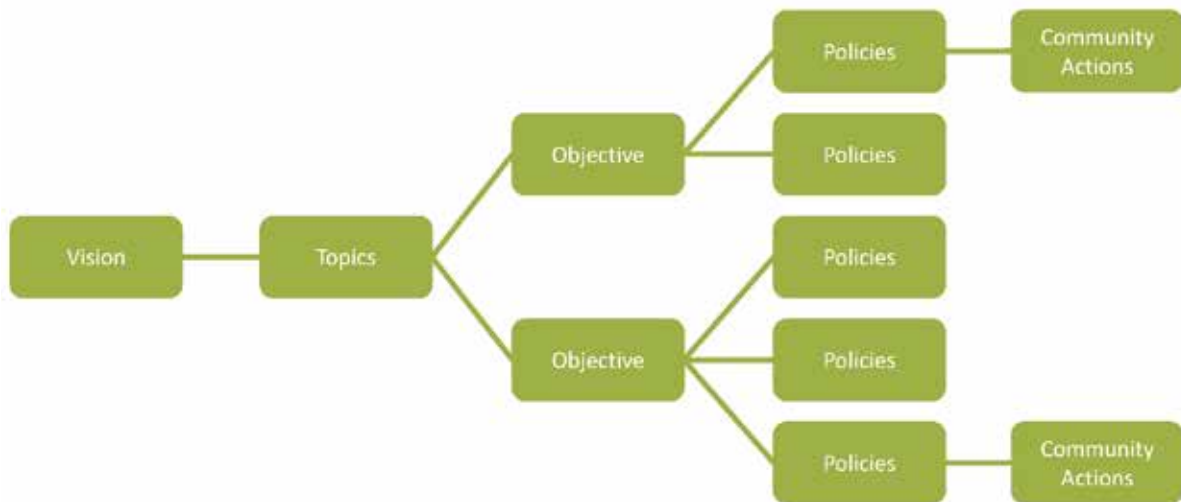 Policies
Community
Actions
Objective
Policies
Vision
Topics
Policies
Objective
Policies
Policies
Community
Actions